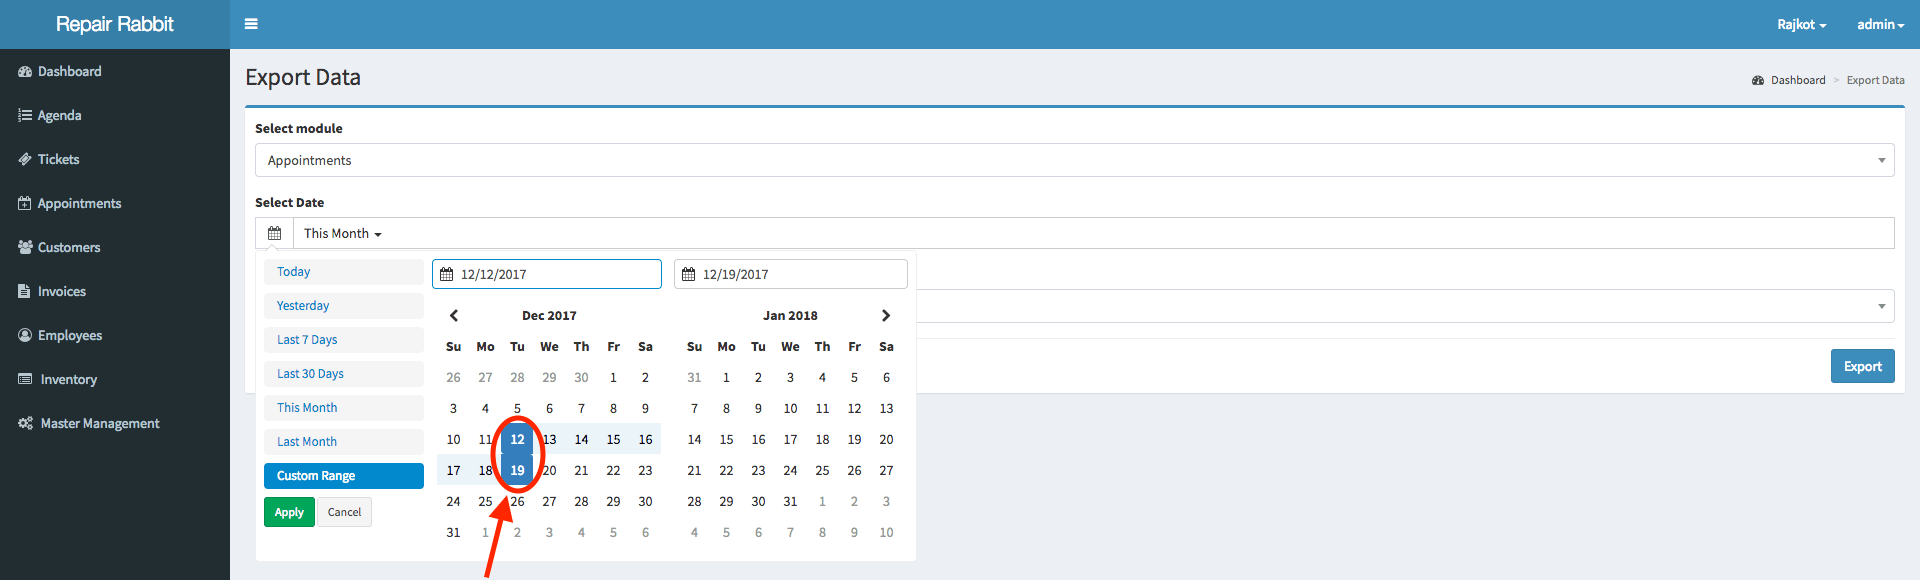 Repair Rabbit
Rajkot
admin
Dashboard
Agenda
Tickets
Appointments
Customers
Invoices
Employees
Inventory
Master Management
Export Data
Dashboard > Export Data
Select module
Appointments
Select Date
This Month
Today
Yesterday
Last 7 Days
Last 30 Days
This Month
Last Month
Custom Range
Apply Cancel
12/12/2017 12/19/2017
Dec 2017
Su Mo Tu We Th Fr Sa
26 27 28 29 30 1 2
3 4 5 6 7 8 9
10 11 12 13 14 15 16
17 18 19 20 21 22 23
24 25 26 27 28 29 30
31 1 2 3 4 5 6
Jan 2018
Su Mo Tu We Th Fr Sa
31 1 2 3 4 5 6
7 8 9 10 11 12 13
14 15 16 17 18 19 20
21 22 23 24 25 26 27
28 29 30 31 1 2 3
4 5 6 7 8 9 10
Export